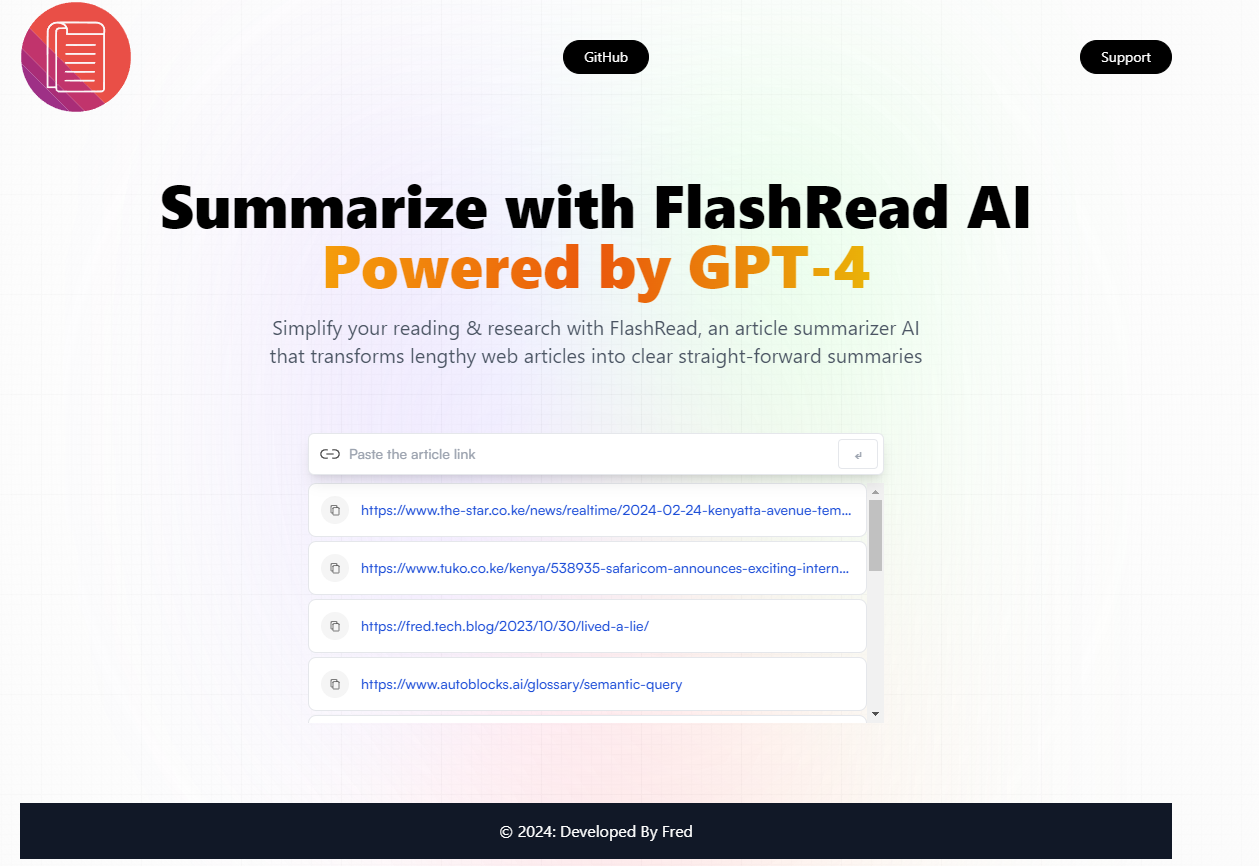 GitHub
Support
Summarize with FlashRead AI
Powered by GPT-4
Simplify your reading & research with FlashRead, an article summarizer AI
that transforms lengthy web articles into clear straight-forward summaries
Paste the article link
https://www.the-star.co.ke/news/realtime/2024-02-24-kenyatta-avenue-tem...
https://www.tuko.co.ke/kenya/538935-safaricom-announces-exciting-intern...
https://fred.tech.blog/2023/10/30/lived-a-lie/
https://www.autoblocks.ai/glossary/semantic-query
© 2024: Developed By Fred